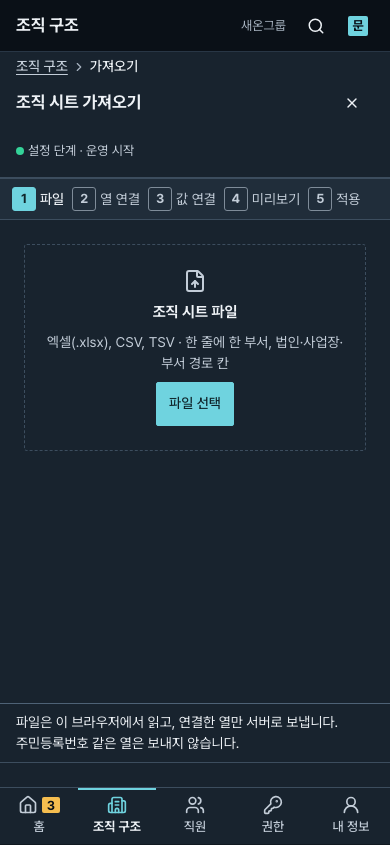 조직 구조
새온그룹
문
조직 구조 > 가져오기
조직 시트 가져오기
설정 단계 · 운영 시작
1 파일 2 열 연결 3 값 연결 4 미리보기 5 적용
조직 시트 파일
엑셀(.xlsx), CSV, TSV · 한 줄에 한 부서, 법인·사업장·
부서 경로 칸
파일 선택
파일은 이 브라우저에서 읽고, 연결한 열만 서버로 보냅니다.
주민등록번호 같은 열은 보내지 않습니다.
3
홈 조직 구조 직원 권한 내 정보